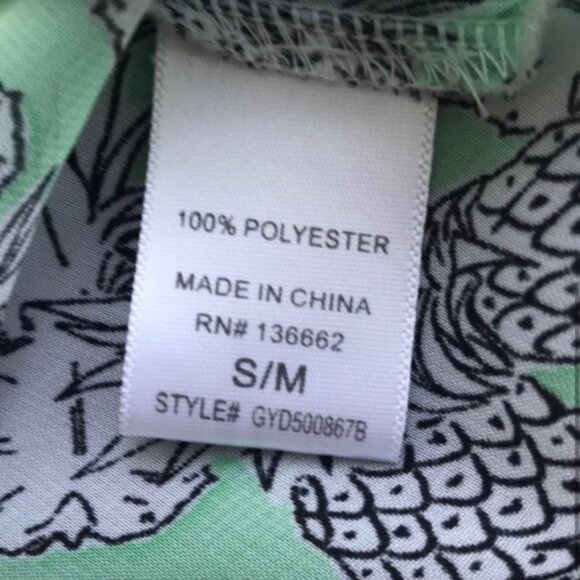 100% POLYESTER
MADE IN CHINA
RN# 136662
S/M
STYLE# GYD500867B